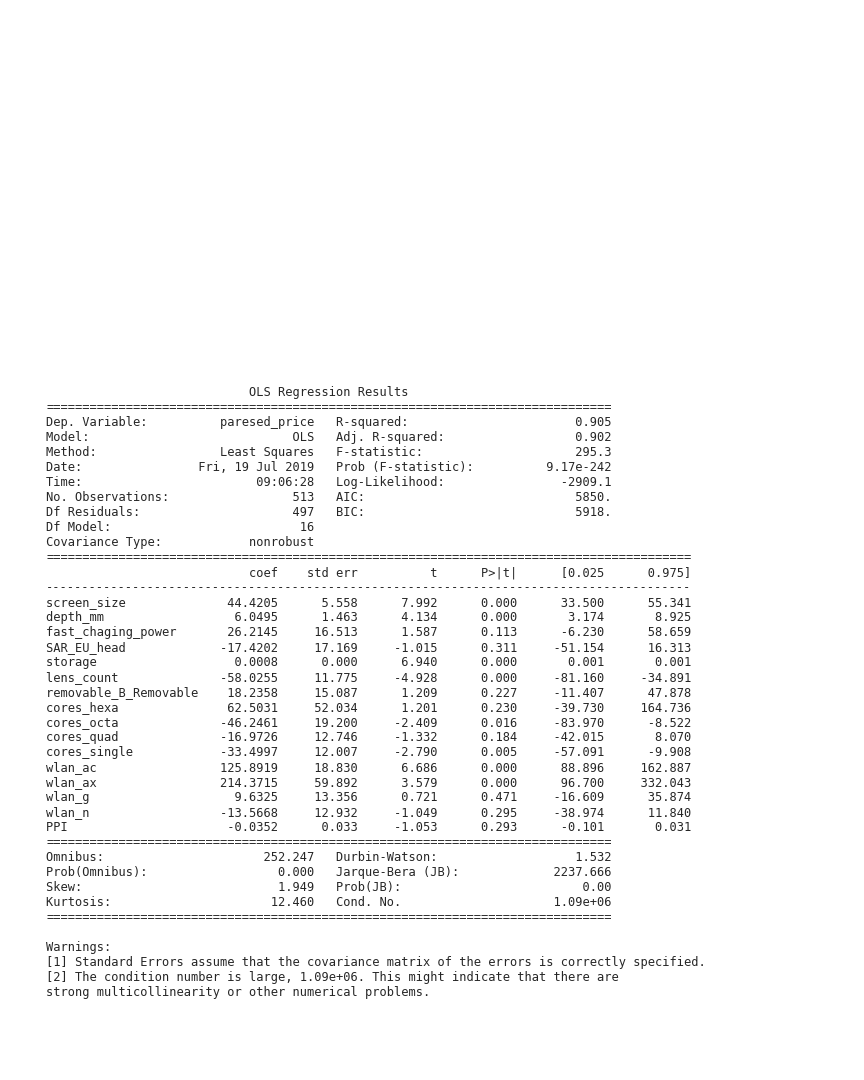 OLS Regression Results
==============================================================================
Dep. Variable:          paresed_price   R-squared:                       0.905
Model:                            OLS   Adj. R-squared:                  0.902
Method:                 Least Squares   F-statistic:                     295.3
Date:                Fri, 19 Jul 2019   Prob (F-statistic):          9.17e-242
Time:                        09:06:28   Log-Likelihood:                -2909.1
No. Observations:                 513   AIC:                             5850.
Df Residuals:                     497   BIC:                             5918.
Df Model:                          16
Covariance Type:            nonrobust
=========================================================================================
                            coef    std err          t      P>|t|      [0.025      0.975]
-----------------------------------------------------------------------------------------
screen_size              44.4205      5.558      7.992      0.000      33.500      55.341
depth_mm                  6.0495      1.463      4.134      0.000       3.174       8.925
fast_chaging_power       26.2145     16.513      1.587      0.113      -6.230      58.659
SAR_EU_head             -17.4202     17.169     -1.015      0.311     -51.154      16.313
storage                   0.0008      0.000      6.940      0.000       0.001       0.001
lens_count              -58.0255     11.775     -4.928      0.000     -81.160     -34.891
removable_B_Removable    18.2358     15.087      1.209      0.227     -11.407      47.878
cores_hexa               62.5031     52.034      1.201      0.230     -39.730     164.736
cores_octa              -46.2461     19.200     -2.409      0.016     -83.970      -8.522
cores_quad              -16.9726     12.746     -1.332      0.184     -42.015       8.070
cores_single            -33.4997     12.007     -2.790      0.005     -57.091      -9.908
wlan_ac                 125.8919     18.830      6.686      0.000      88.896     162.887
wlan_ax                 214.3715     59.892      3.579      0.000      96.700     332.043
wlan_g                    9.6325     13.356      0.721      0.471     -16.609      35.874
wlan_n                  -13.5668     12.932     -1.049      0.295     -38.974      11.840
PPI                      -0.0352      0.033     -1.053      0.293      -0.101       0.031
==============================================================================
Omnibus:                      252.247   Durbin-Watson:                   1.532
Prob(Omnibus):                  0.000   Jarque-Bera (JB):             2237.666
Skew:                           1.949   Prob(JB):                         0.00
Kurtosis:                      12.460   Cond. No.                     1.09e+06
==============================================================================
Warnings:
[1] Standard Errors assume that the covariance matrix of the errors is correctly specified.
[2] The condition number is large, 1.09e+06. This might indicate that there are
strong multicollinearity or other numerical problems.